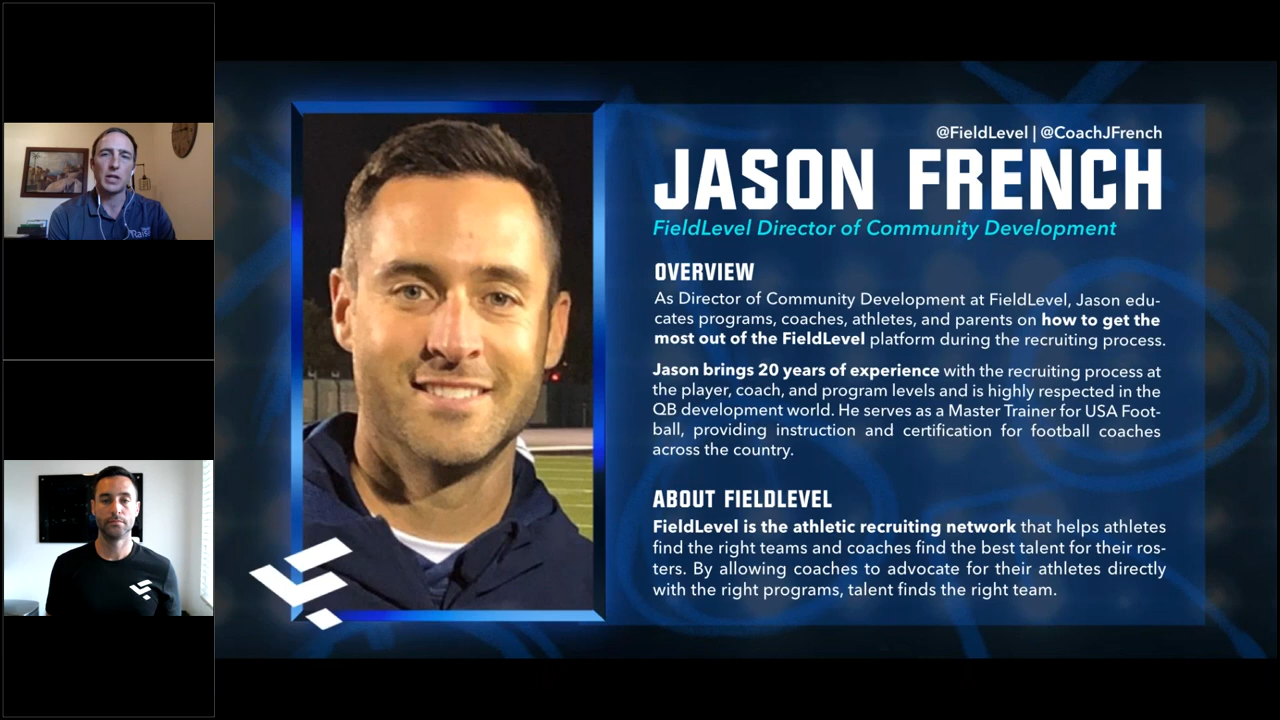 @FieldLevel | @CoachJFrench
JASON FRENCH
FieldLevel Director of Community Development
OVERVIEW
As Director of Community Development at FieldLevel, Jason edu-
cates programs, coaches, athletes, and parents on how to get the
most out of the FieldLevel platform during the recruiting process.
Jason brings 20 years of experience with the recruiting process at
the player, coach, and program levels and is highly respected in the
QB development world. He serves as a Master Trainer for USA Foot-
ball, providing instruction and certification for football coaches
across the country.
ABOUT FIELDLEVEL
FieldLevel is the athletic recruiting network that helps athletes
find the right teams and coaches find the best talent for their ros-
ters. By allowing coaches to advocate for their athletes directly
with the right programs, talent finds the right team.